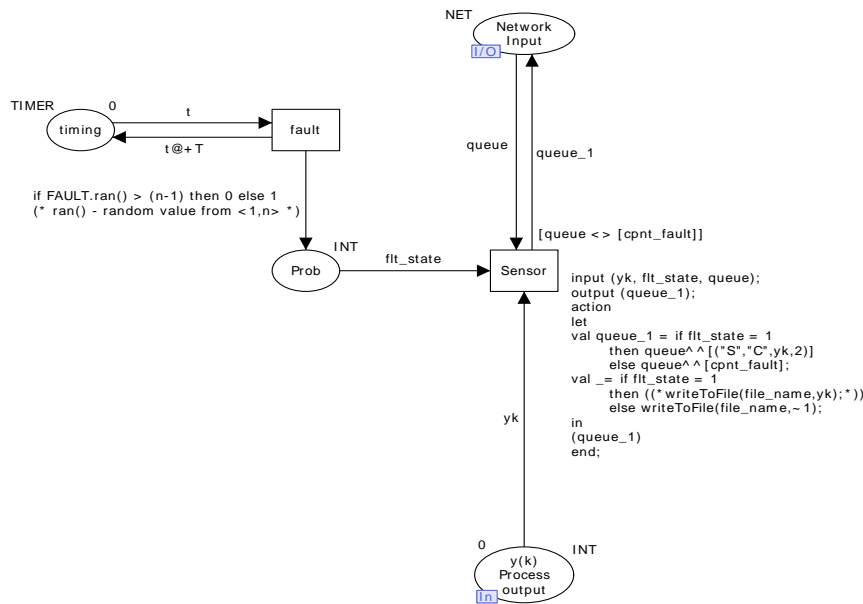 NET
Network
Input
I/O
TIMER
0
t
timing
fault
t@+T
queue
queue_1
if FAULT.ran() > (n-1) then 0 else 1
(* ran() - random value from <1,n> *)
[queue <> [cpnt_fault]]
INT
flt_state
Prob
Sensor
input (yk, flt_state, queue);
output (queue_1);
action
let
val queue_1 = if flt_state = 1
then queue^^[("S","C",yk,2)]
else queue^^[cpnt_fault];
val _= if flt_state = 1
then ((*writeToFile(file_name,yk);*))
else writeToFile(file_name,~1);
in
(queue_1)
end;
yk
0
INT
y(k)
Process
output
In